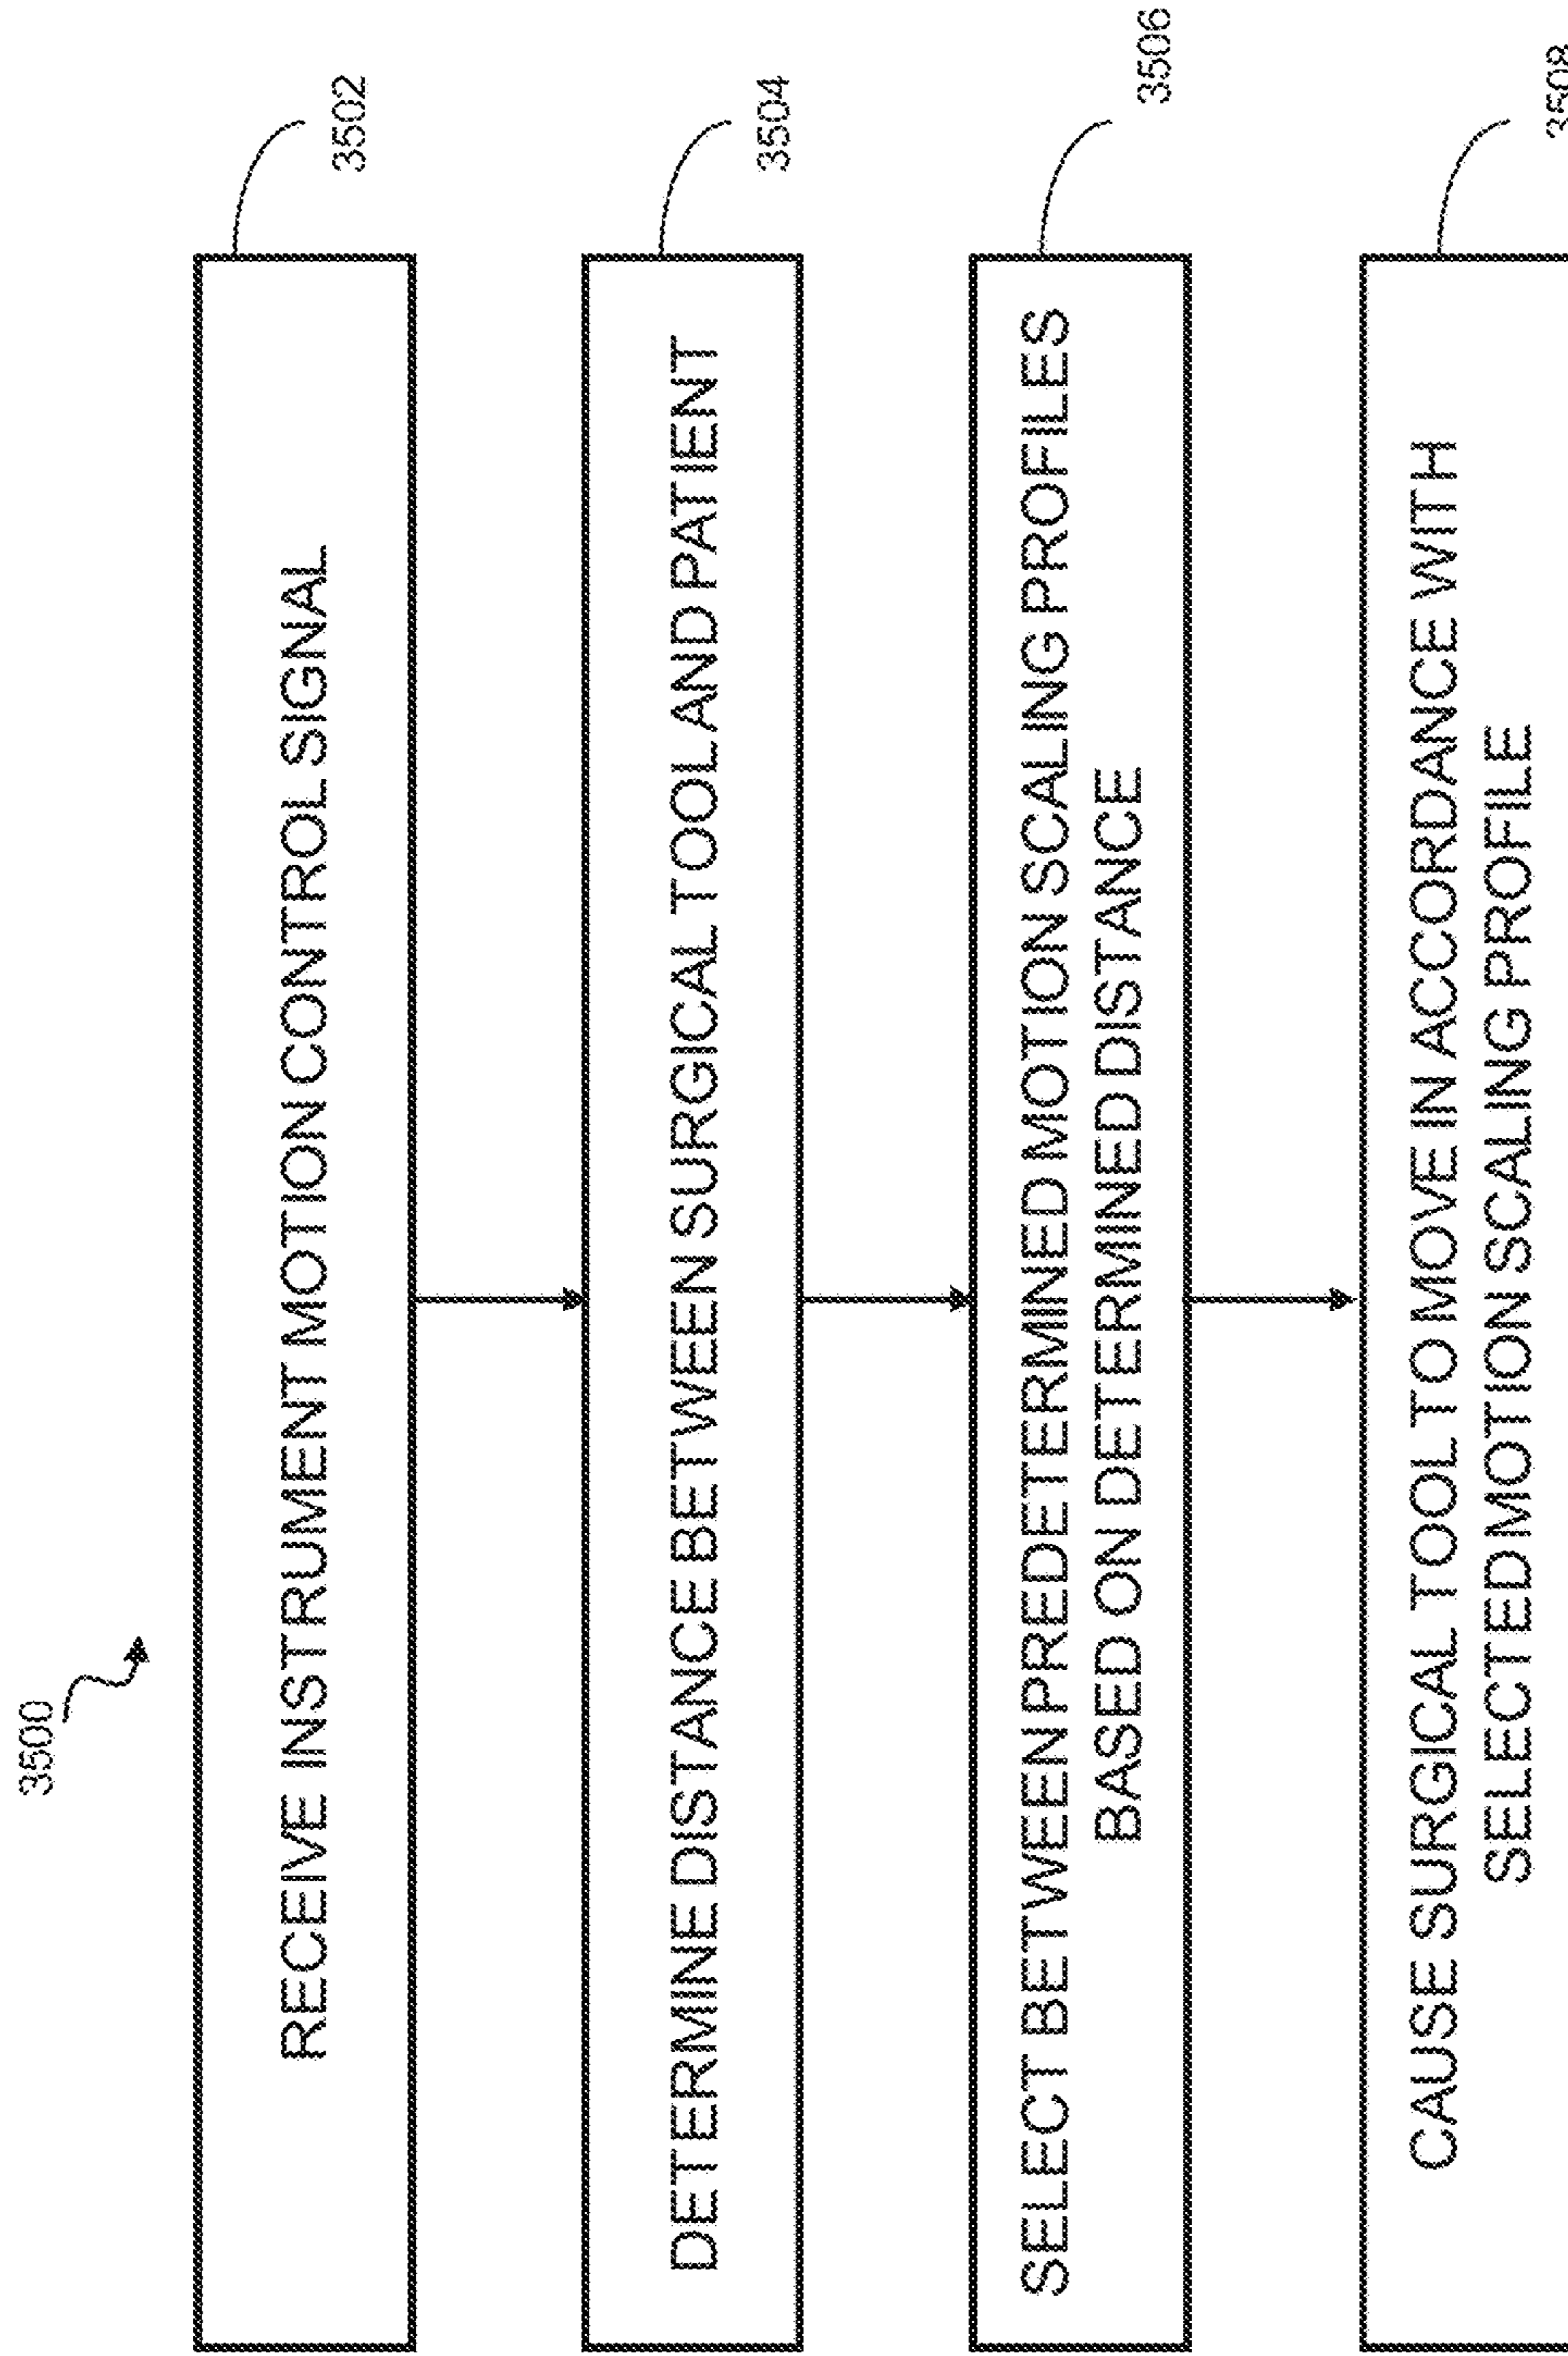 3500
RECEIVE INSTRUMENT MOTION CONTROL SIGNAL
3502
DETERMINE DISTANCE BETWEEN SURGICAL TOOL AND PATIENT
3504
SELECT BETWEEN PREDETERMINED MOTION SCALING PROFILES
BASED ON DETERMINED DISTANCE
3506
CAUSE SURGICAL TOOL TO MOVE IN ACCORDANCE WITH
SELECTED MOTION SCALING PROFILE
3508